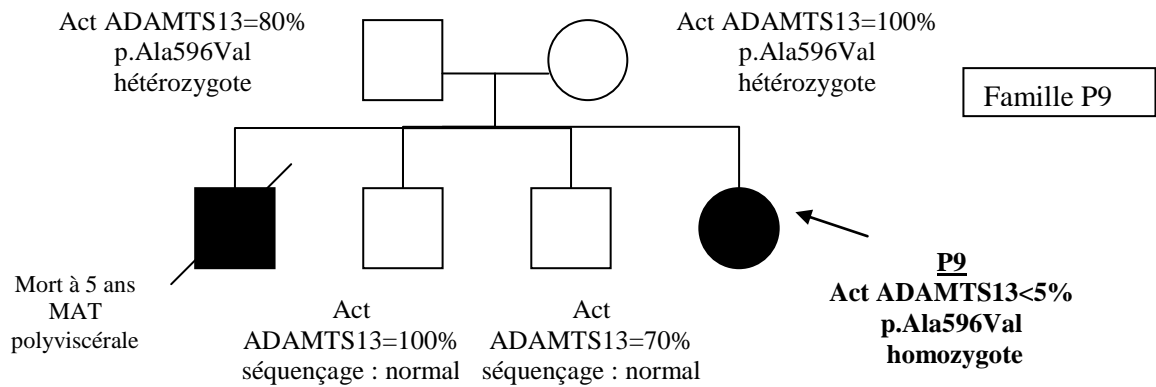 Act ADAMTS13=80%
p.Ala596Val
hétérozygote
Act ADAMTS13=100%
p.Ala596Val
hétérozygote
Famille P9
Mort à 5 ans
MAT
polyviscérale
Act
ADAMTS13=100%
séquençage : normal
Act
ADAMTS13=70%
séquençage : normal
P9
Act ADAMTS13<5%
p.Ala596Val
homozygote